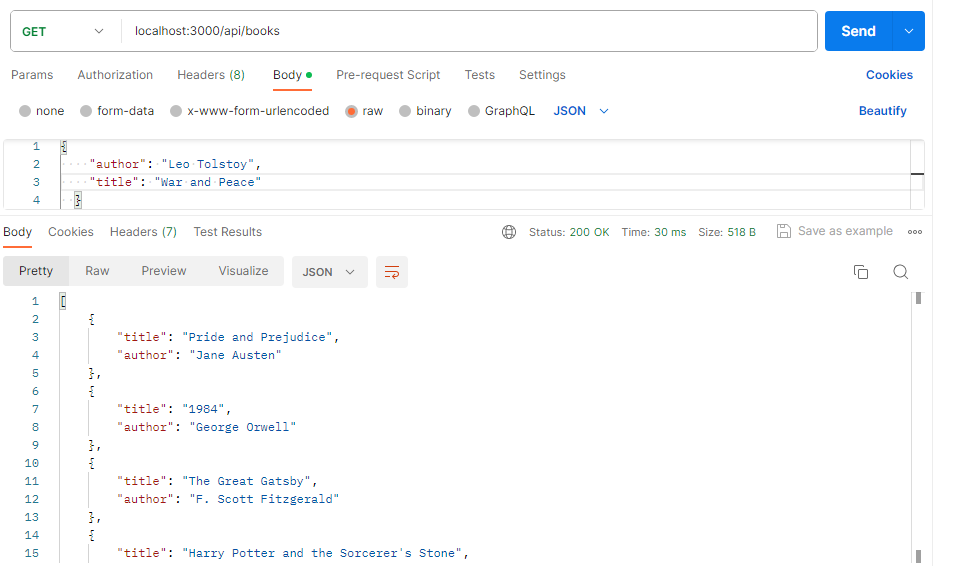 GET localhost:3000/api/books Send
Params Authorization Headers (8) Body Pre-request Script Tests Settings Cookies
none form-data x-www-form-urlencoded raw binary GraphQL JSON Beautify
1 {
2 "author": "Leo Tolstoy",
3 "title": "War and Peace"
4 }
Body Cookies Headers (7) Test Results Status: 200 OK Time: 30 ms Size: 518 B Save as example
Pretty Raw Preview Visualize JSON
1 [
2 {
3 "title": "Pride and Prejudice",
4 "author": "Jane Austen"
5 },
6 {
7 "title": "1984",
8 "author": "George Orwell"
9 },
10 {
11 "title": "The Great Gatsby",
12 "author": "F. Scott Fitzgerald"
13 },
14 {
15 "title": "Harry Potter and the Sorcerer's Stone",